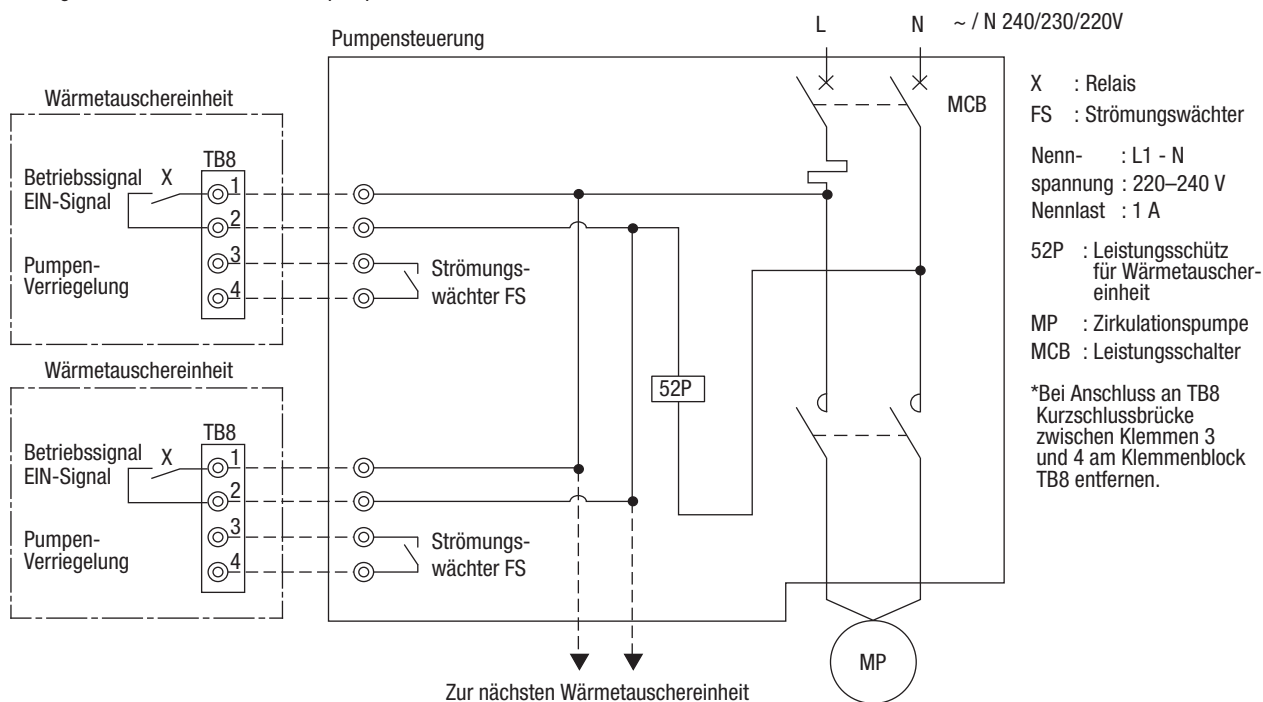 L N ~ / N 240/230/220V
Pumpensteuerung
MCB
X : Relais
FS : Strömungswächter
Nenn- : L1 - N
spannung : 220–240 V
Nennlast : 1 A
52P : Leistungsschütz
für Wärmetauscher-
einheit
MP : Zirkulationspumpe
MCB : Leistungsschalter
*Bei Anschluss an TB8
Kurzschlussbrücke
zwischen Klemmen 3
und 4 am Klemmenblock
TB8 entfernen.
Wärmetauschereinheit
TB8
Betriebssignal X
EIN-Signal
1
2
3
4
Pumpen-
Verriegelung
Strömungs-
wächter FS
52P
Wärmetauschereinheit
TB8
Betriebssignal X
EIN-Signal
1
2
3
4
Pumpen-
Verriegelung
Strömungs-
wächter FS
MP
Zur nächsten Wärmetauschereinheit